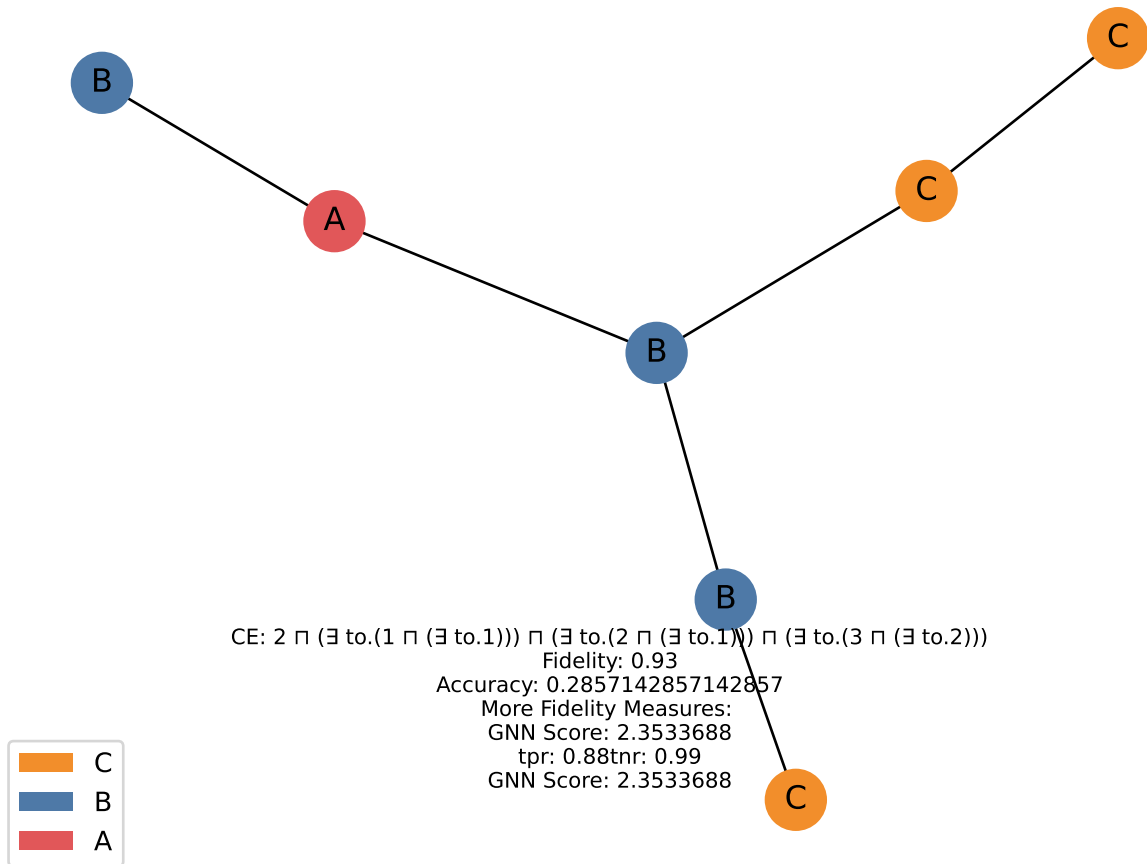 C
B
C
A
B
B
CE: 2 ⊓ (∃ to.(1 ⊓ (∃ to.1))) ⊓ (∃ to.(2 ⊓ (∃ to.1))) ⊓ (∃ to.(3 ⊓ (∃ to.2)))
Fidelity: 0.93
Accuracy: 0.2857142857142857
More Fidelity Measures:
GNN Score: 2.3533688
tpr: 0.88tnr: 0.99
GNN Score: 2.3533688
C
C
B
A